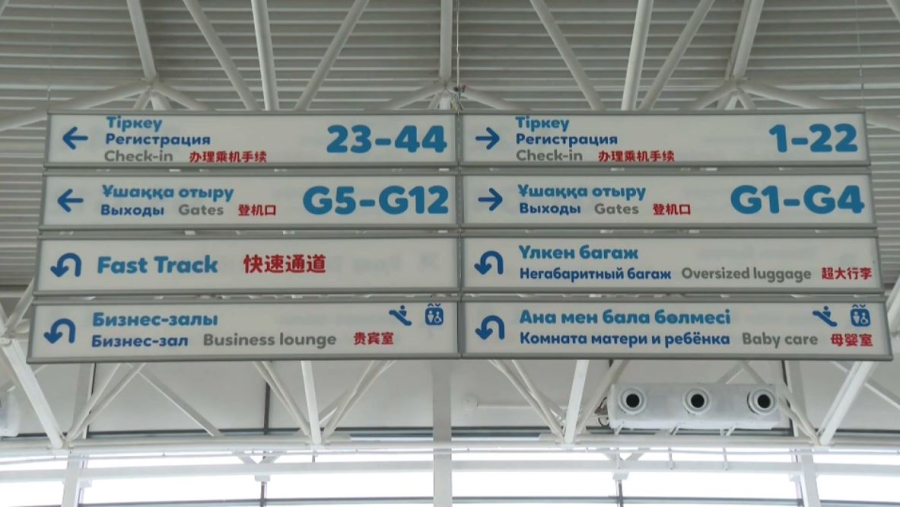 Тіркеу
Регистрация
Check-in 办理乘机手续
23-44
Ұшаққа отыру
Выходы Gates 登机口
G5-G12
Fast Track 快速通道
Бизнес-залы
Бизнес-зал Business lounge 贵宾室
Тіркеу
Регистрация
Check-in 办理乘机手续
1-22
Ұшаққа отыру
Выходы Gates 登机口
G1-G4
Үлкен багаж
Негабаритный багаж Oversized luggage 超大行李
Ана мен бала бөлмесі
Комната матери и ребёнка Baby care 母婴室